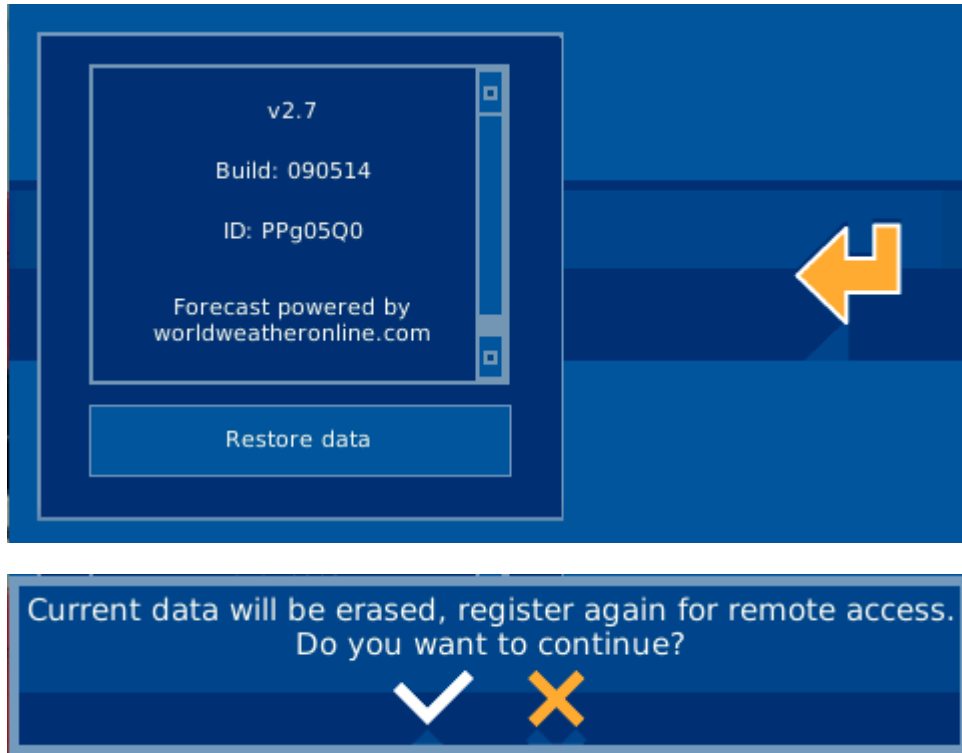 v2.7
Build: 090514
ID: PPg05Q0
Forecast powered by
worldweatheronline.com
Restore data
Current data will be erased, register again for remote access.
Do you want to continue?